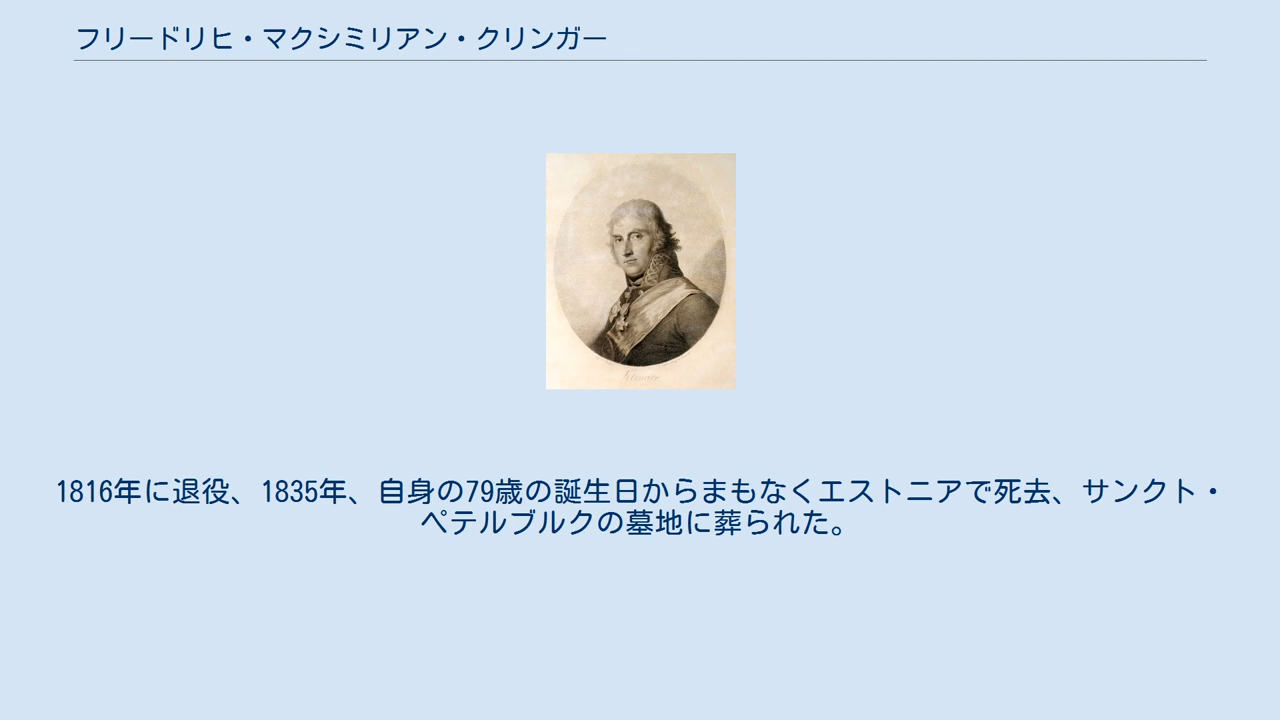 フリードリヒ・マクシミリアン・クリンガー
1816年に退役、1835年、自身の79歳の誕生日からまもなくエストニアで死去、サンクト・
ペテルブルクの墓地に葬られた。